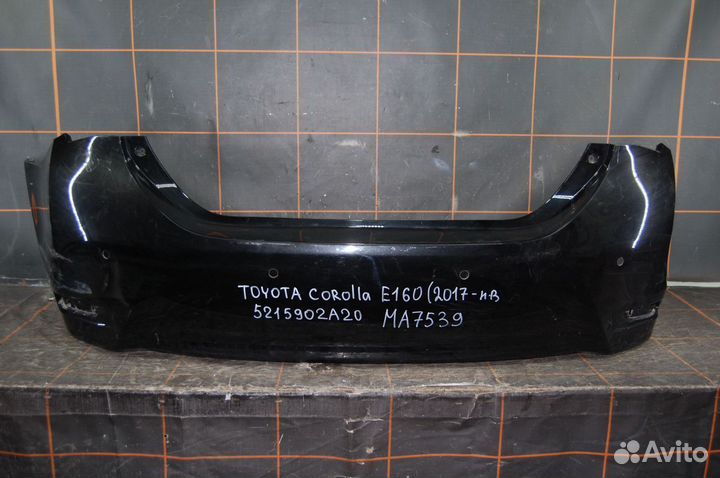 TOYOTA COROLLA E160 (2017-нв
5215902A20 MA7539
Avito